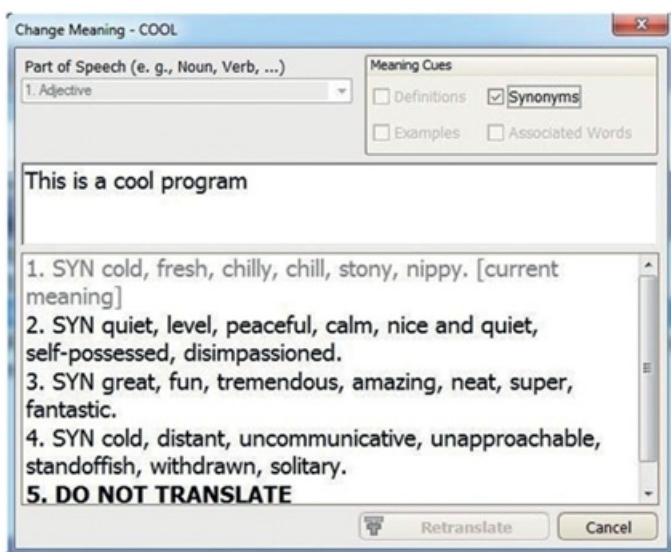 Change Meaning - COOL
Part of Speech (e. g., Noun, Verb, ...)
1. Adjective
Meaning Cues
Definitions
Synonyms
Examples
Associated Words
This is a cool program
1. SYN cold, fresh, chilly, chill, stony, nippy. [current
meaning]
2. SYN quiet, level, peaceful, calm, nice and quiet,
self-possessed, disimpassioned.
3. SYN great, fun, tremendous, amazing, neat, super,
fantastic.
4. SYN cold, distant, uncommunicative, unapproachable,
standoffish, withdrawn, solitary.
5. DO NOT TRANSLATE
Retranslate
Cancel